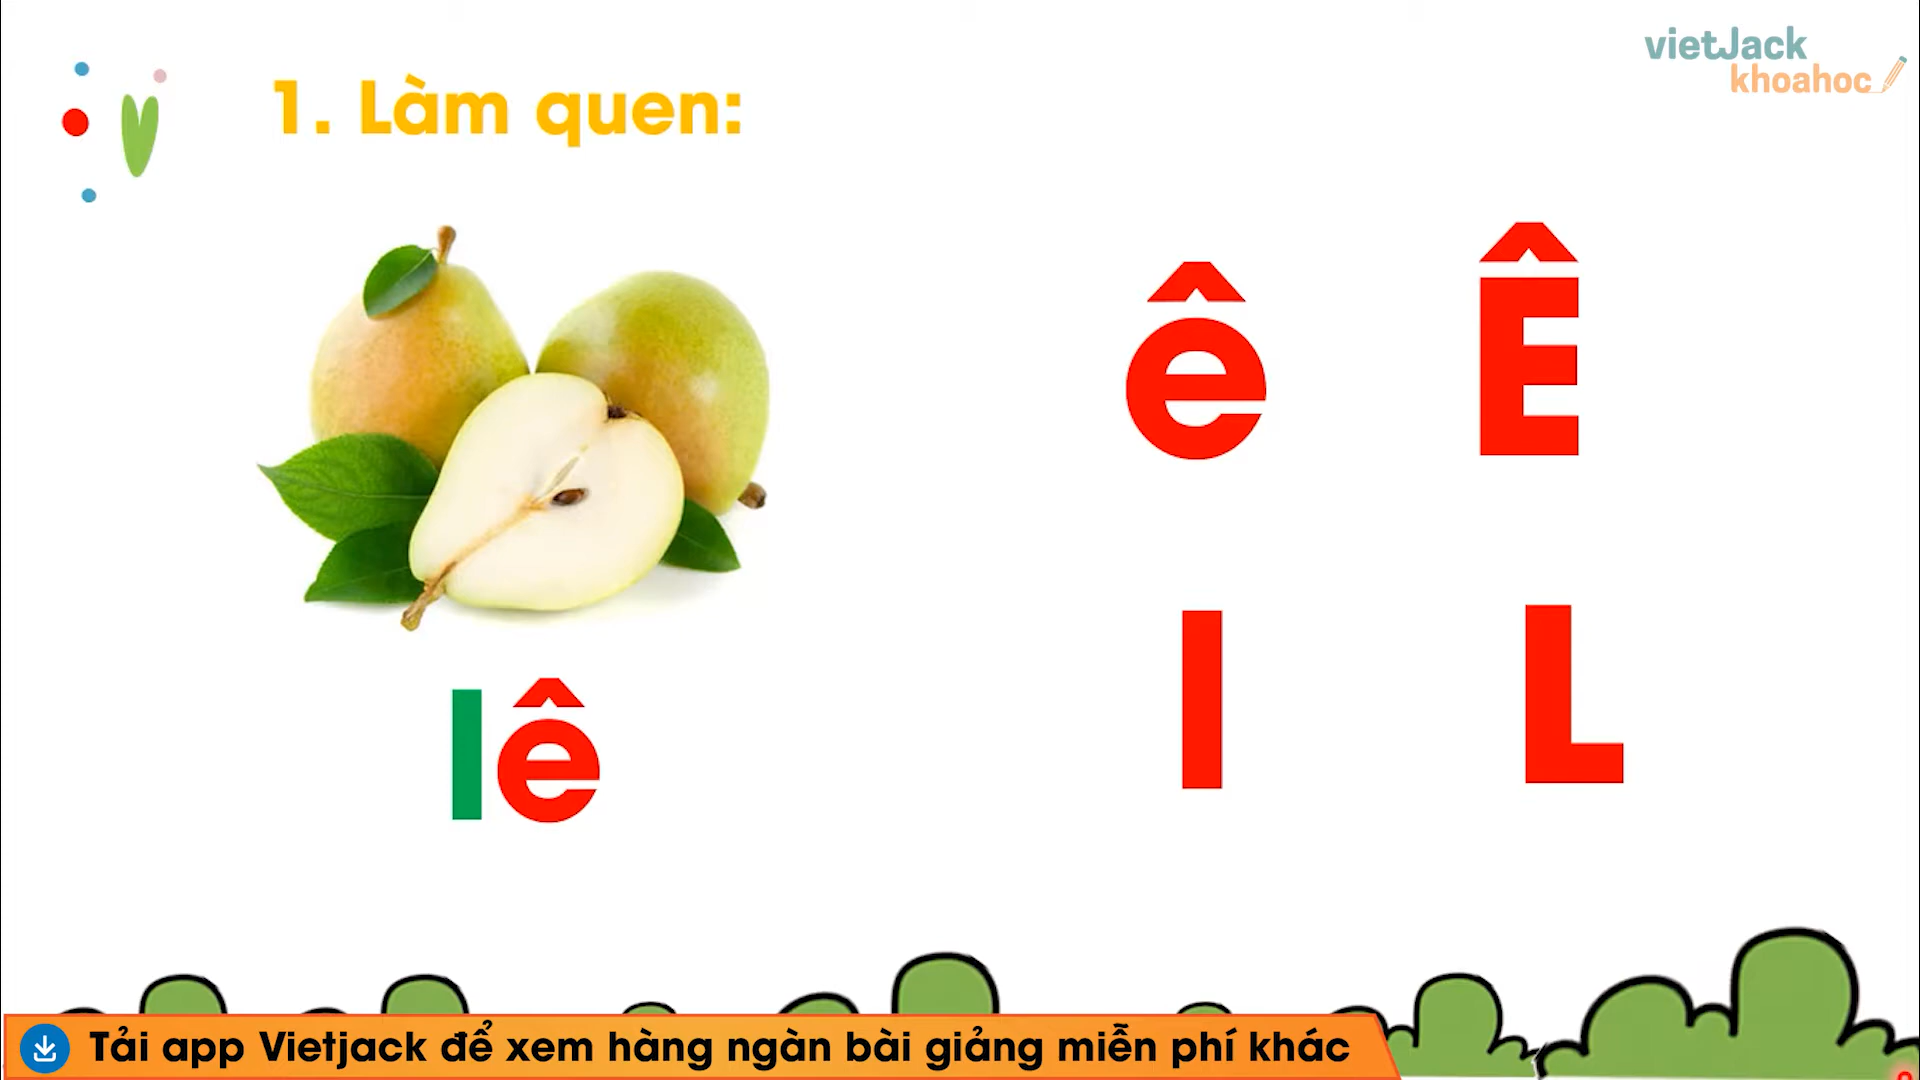 vietJack
khoahoc
1. Làm quen:
ê Ê
l L
lê
Tải app Vietjack để xem hàng ngàn bài giảng miễn phí khác